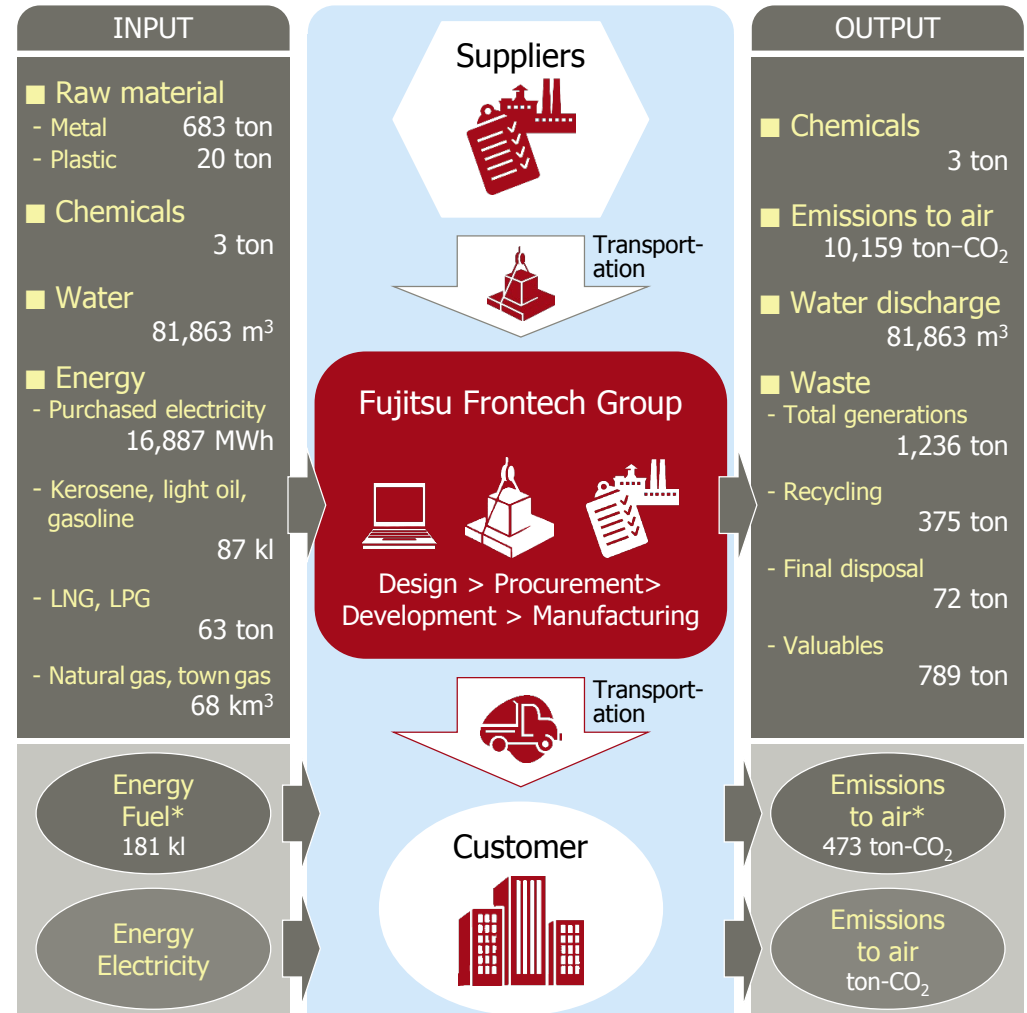 INPUT
■ Raw material
- Metal 683 ton
- Plastic 20 ton
■ Chemicals
3 ton
■ Water
81,863 m³
■ Energy
- Purchased electricity
16,887 MWh
- Kerosene, light oil,
gasoline
87 kl
- LNG, LPG
63 ton
- Natural gas, town gas
68 km³
Energy
Fuel*
181 kl
Energy
Electricity
Suppliers
Transport-
ation
Fujitsu Frontech Group
Design > Procurement>
Development > Manufacturing
Transport-
ation
Customer
OUTPUT
■ Chemicals
3 ton
■ Emissions to air
10,159 ton-CO₂
■ Water discharge
81,863 m³
■ Waste
- Total generations
1,236 ton
- Recycling
375 ton
- Final disposal
72 ton
- Valuables
789 ton
Emissions
to air*
473 ton-CO₂
Emissions
to air
ton-CO₂